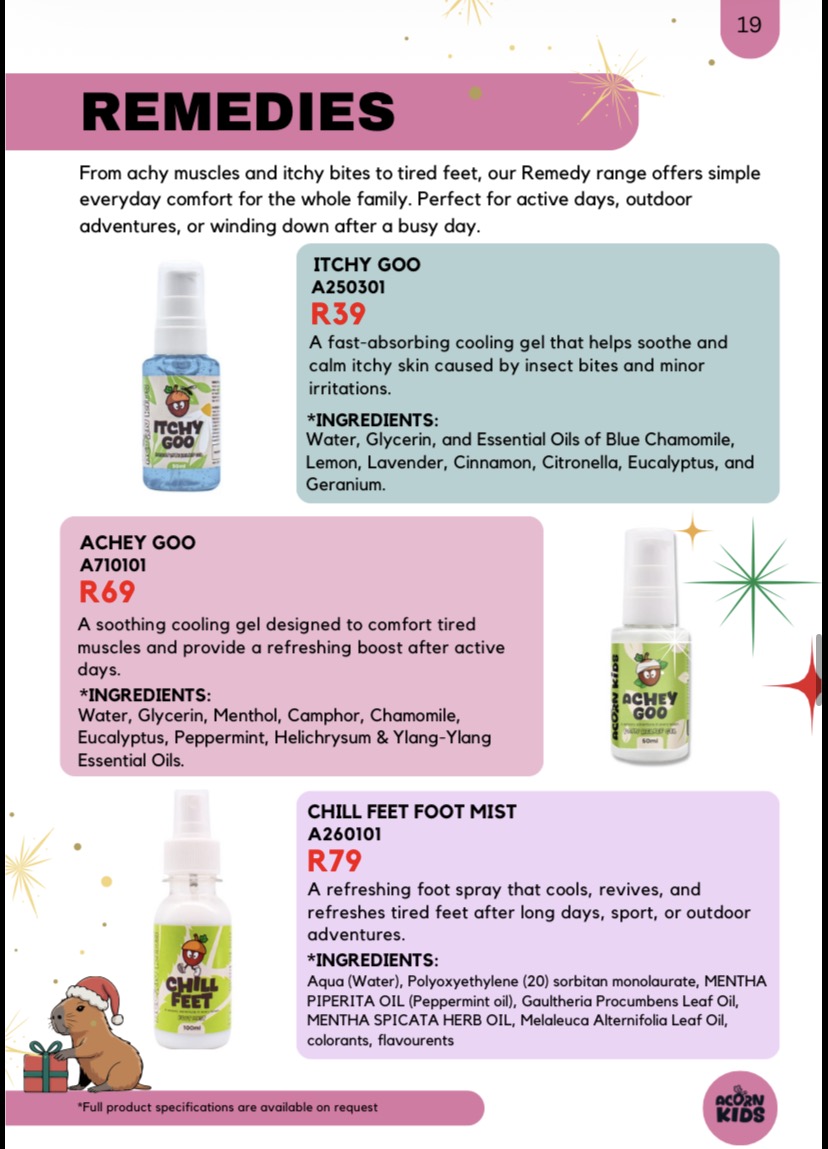 19
REMEDIES
From achy muscles and itchy bites to tired feet, our Remedy range offers simple
everyday comfort for the whole family. Perfect for active days, outdoor
adventures, or winding down after a busy day.
ITCHY GOO
A250301
R39
A fast-absorbing cooling gel that helps soothe and
calm itchy skin caused by insect bites and minor
irritations.
*INGREDIENTS:
Water, Glycerin, and Essential Oils of Blue Chamomile,
Lemon, Lavender, Cinnamon, Citronella, Eucalyptus, and
Geranium.
ITCHY
GOO
ACHEY GOO
A710101
R69
A soothing cooling gel designed to comfort tired
muscles and provide a refreshing boost after active
days.
*INGREDIENTS:
Water, Glycerin, Menthol, Camphor, Chamomile,
Eucalyptus, Peppermint, Helichrysum & Ylang-Ylang
Essential Oils.
ACORN KIDS
ACHEY
GOO
50ml
CHILL FEET FOOT MIST
A260101
R79
A refreshing foot spray that cools, revives, and
refreshes tired feet after long days, sport, or outdoor
adventures.
*INGREDIENTS:
Aqua (Water), Polyoxyethylene (20) sorbitan monolaurate, MENTHA
PIPERITA OIL (Peppermint oil), Gaultheria Procumbens Leaf Oil,
MENTHA SPICATA HERB OIL, Melaleuca Alternifolia Leaf Oil,
colorants, flavourents
CHILL
FEET
100ml
*Full product specifications are available on request
ACORN
KIDS